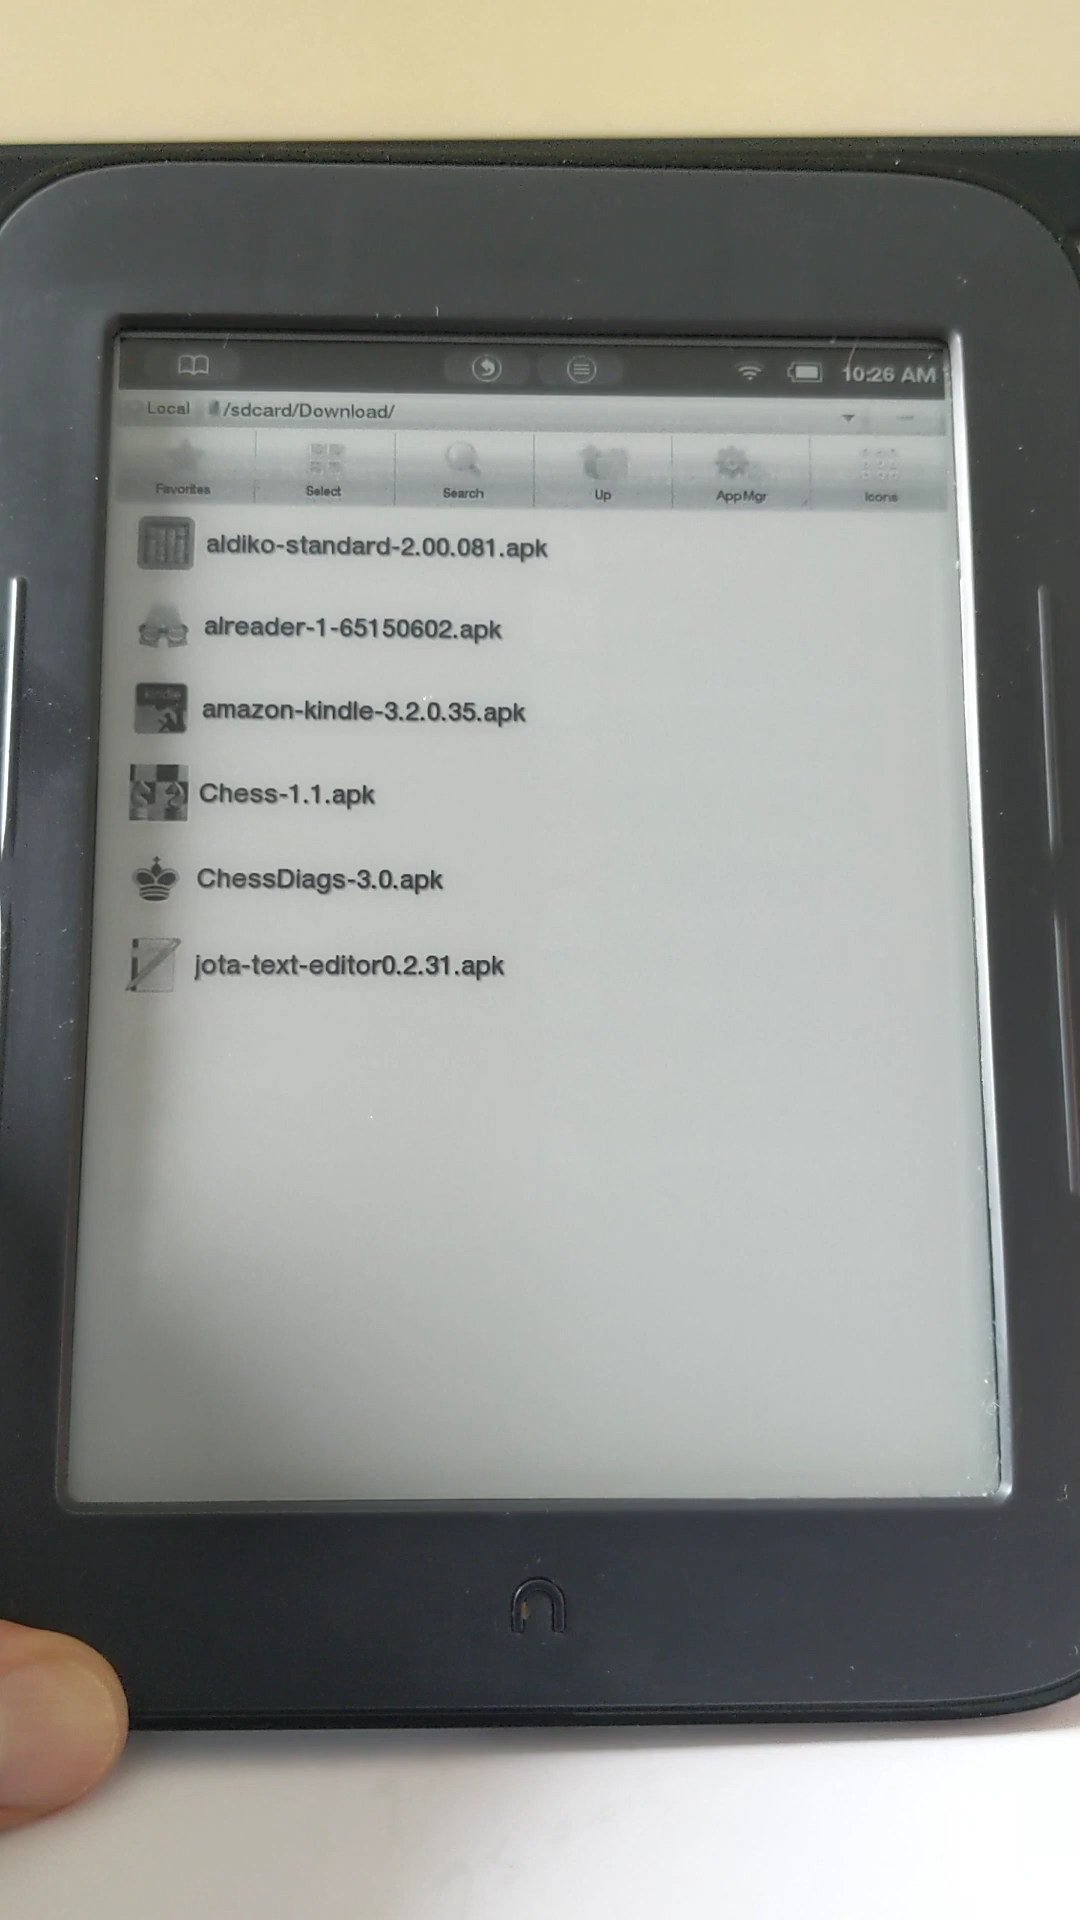 10:26 AM
Local /sdcard/Download/
Favorites Select Search Up AppMgr Icons
aldiko-standard-2.00.081.apk
alreader-1-65150602.apk
kindle
amazon-kindle-3.2.0.35.apk
Chess-1.1.apk
ChessDiags-3.0.apk
jota-text-editor0.2.31.apk